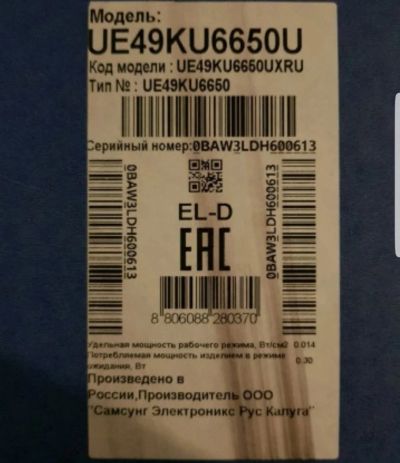 Модель:
UE49KU6650U
Код модели : UE49KU6650UXRU
Тип № : UE49KU6650
Серийный номер:0BAW3LDH600613
0BAW3LDH600613
0BAW3LDH600613
EL-D
EAC
8 806088 280370
Удельная мощность рабочего режима, Вт/см2 0.014
Потребляемая мощность изделием в режиме
ожидания, Вт 0.30
Произведено в
России,Производитель ООО
"Самсунг Электроникс Рус Калуга"